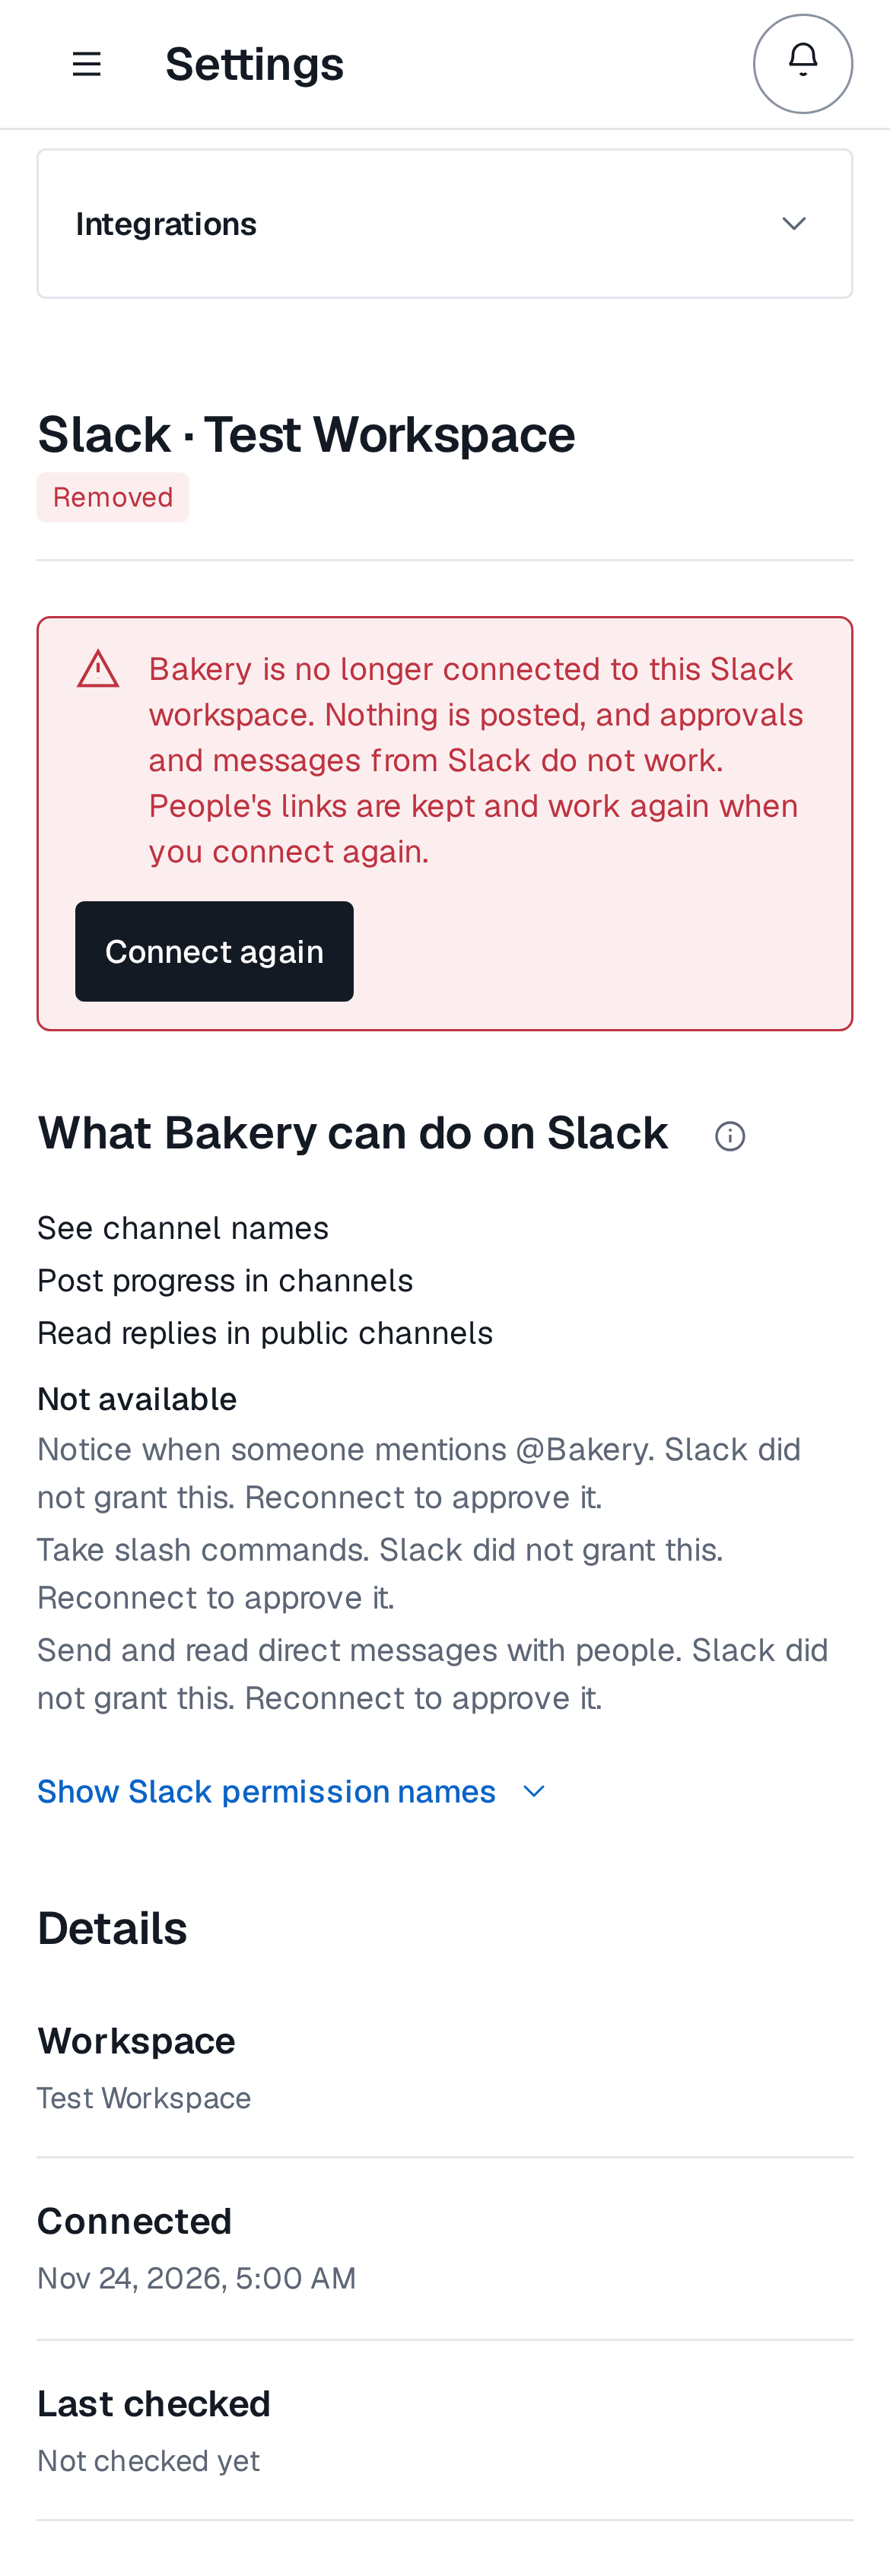 Settings
Integrations
Slack · Test Workspace
Removed
Bakery is no longer connected to this Slack
workspace. Nothing is posted, and approvals
and messages from Slack do not work.
People's links are kept and work again when
you connect again.
Connect again
What Bakery can do on Slack
See channel names
Post progress in channels
Read replies in public channels
Not available
Notice when someone mentions @Bakery. Slack did
not grant this. Reconnect to approve it.
Take slash commands. Slack did not grant this.
Reconnect to approve it.
Send and read direct messages with people. Slack did
not grant this. Reconnect to approve it.
Show Slack permission names
Details
Workspace
Test Workspace
Connected
Nov 24, 2026, 5:00 AM
Last checked
Not checked yet